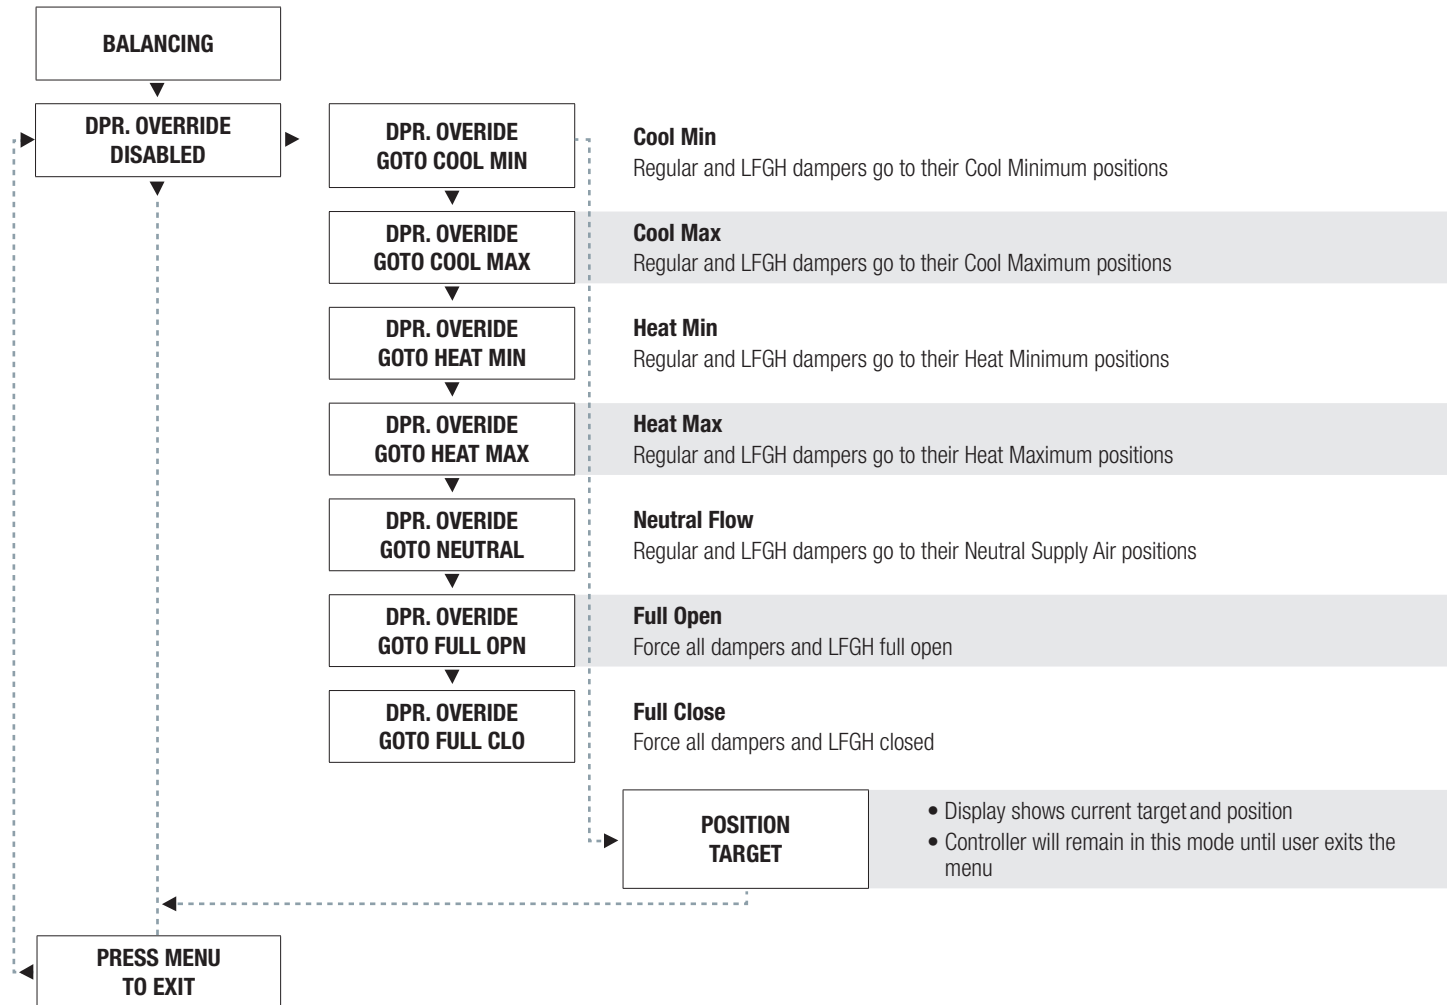 BALANCING
DPR. OVERRIDE
DISABLED
DPR. OVERIDE
GOTO COOL MIN
Cool Min
Regular and LFGH dampers go to their Cool Minimum positions
DPR. OVERIDE
GOTO COOL MAX
Cool Max
Regular and LFGH dampers go to their Cool Maximum positions
DPR. OVERIDE
GOTO HEAT MIN
Heat Min
Regular and LFGH dampers go to their Heat Minimum positions
DPR. OVERIDE
GOTO HEAT MAX
Heat Max
Regular and LFGH dampers go to their Heat Maximum positions
DPR. OVERIDE
GOTO NEUTRAL
Neutral Flow
Regular and LFGH dampers go to their Neutral Supply Air positions
DPR. OVERIDE
GOTO FULL OPN
Full Open
Force all dampers and LFGH full open
DPR. OVERIDE
GOTO FULL CLO
Full Close
Force all dampers and LFGH closed
POSITION
TARGET
• Display shows current target and position
• Controller will remain in this mode until user exits the
menu
PRESS MENU
TO EXIT